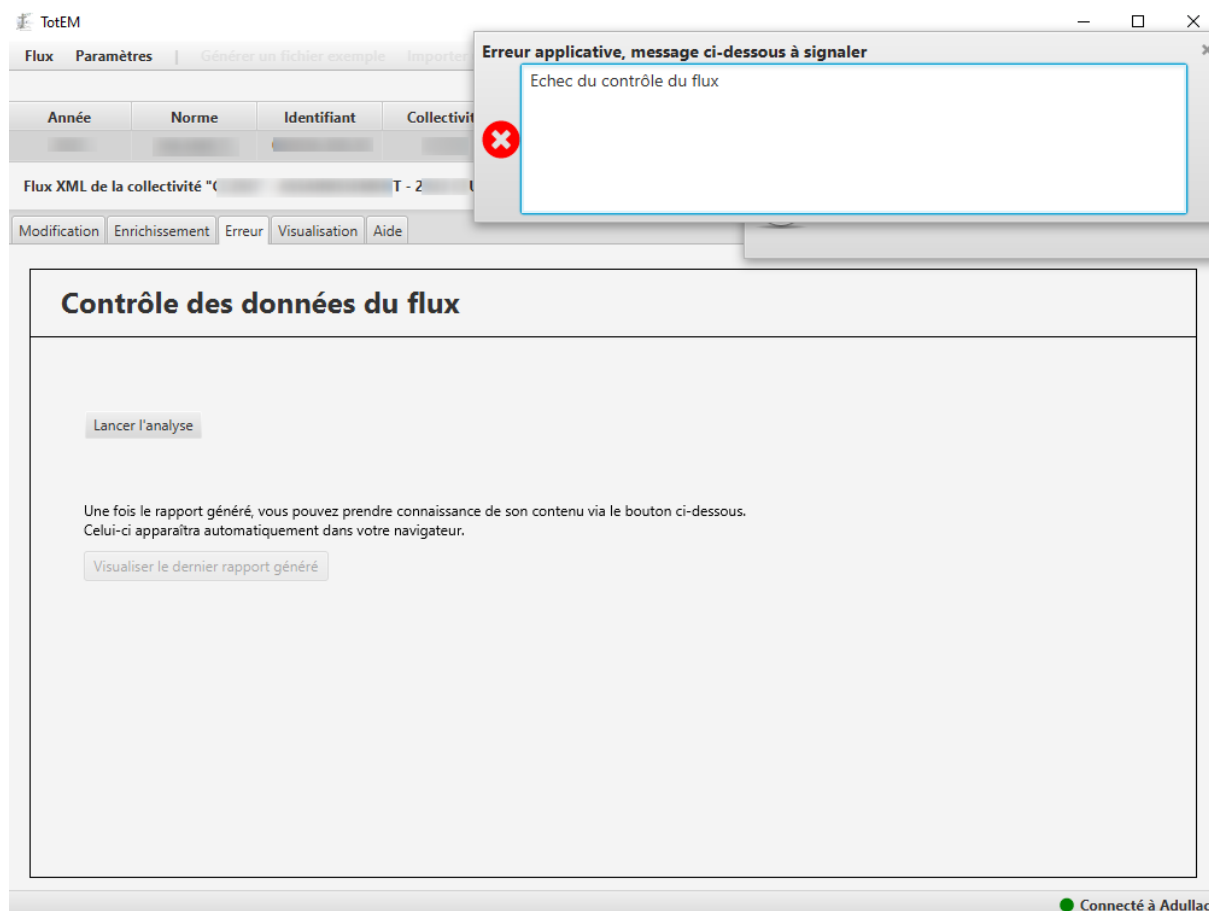 TotEM
Flux Paramètres | Générer un fichier exemple Importer
Erreur applicative, message ci-dessous à signaler
Echec du contrôle du flux
Année Norme Identifiant Collectivit
Flux XML de la collectivité "C T - 2
Modification Enrichissement Erreur Visualisation Aide
Contrôle des données du flux
Lancer l'analyse
Une fois le rapport généré, vous pouvez prendre connaissance de son contenu via le bouton ci-dessous.
Celui-ci apparaîtra automatiquement dans votre navigateur.
Visualiser le dernier rapport généré
Connecté à Adullac